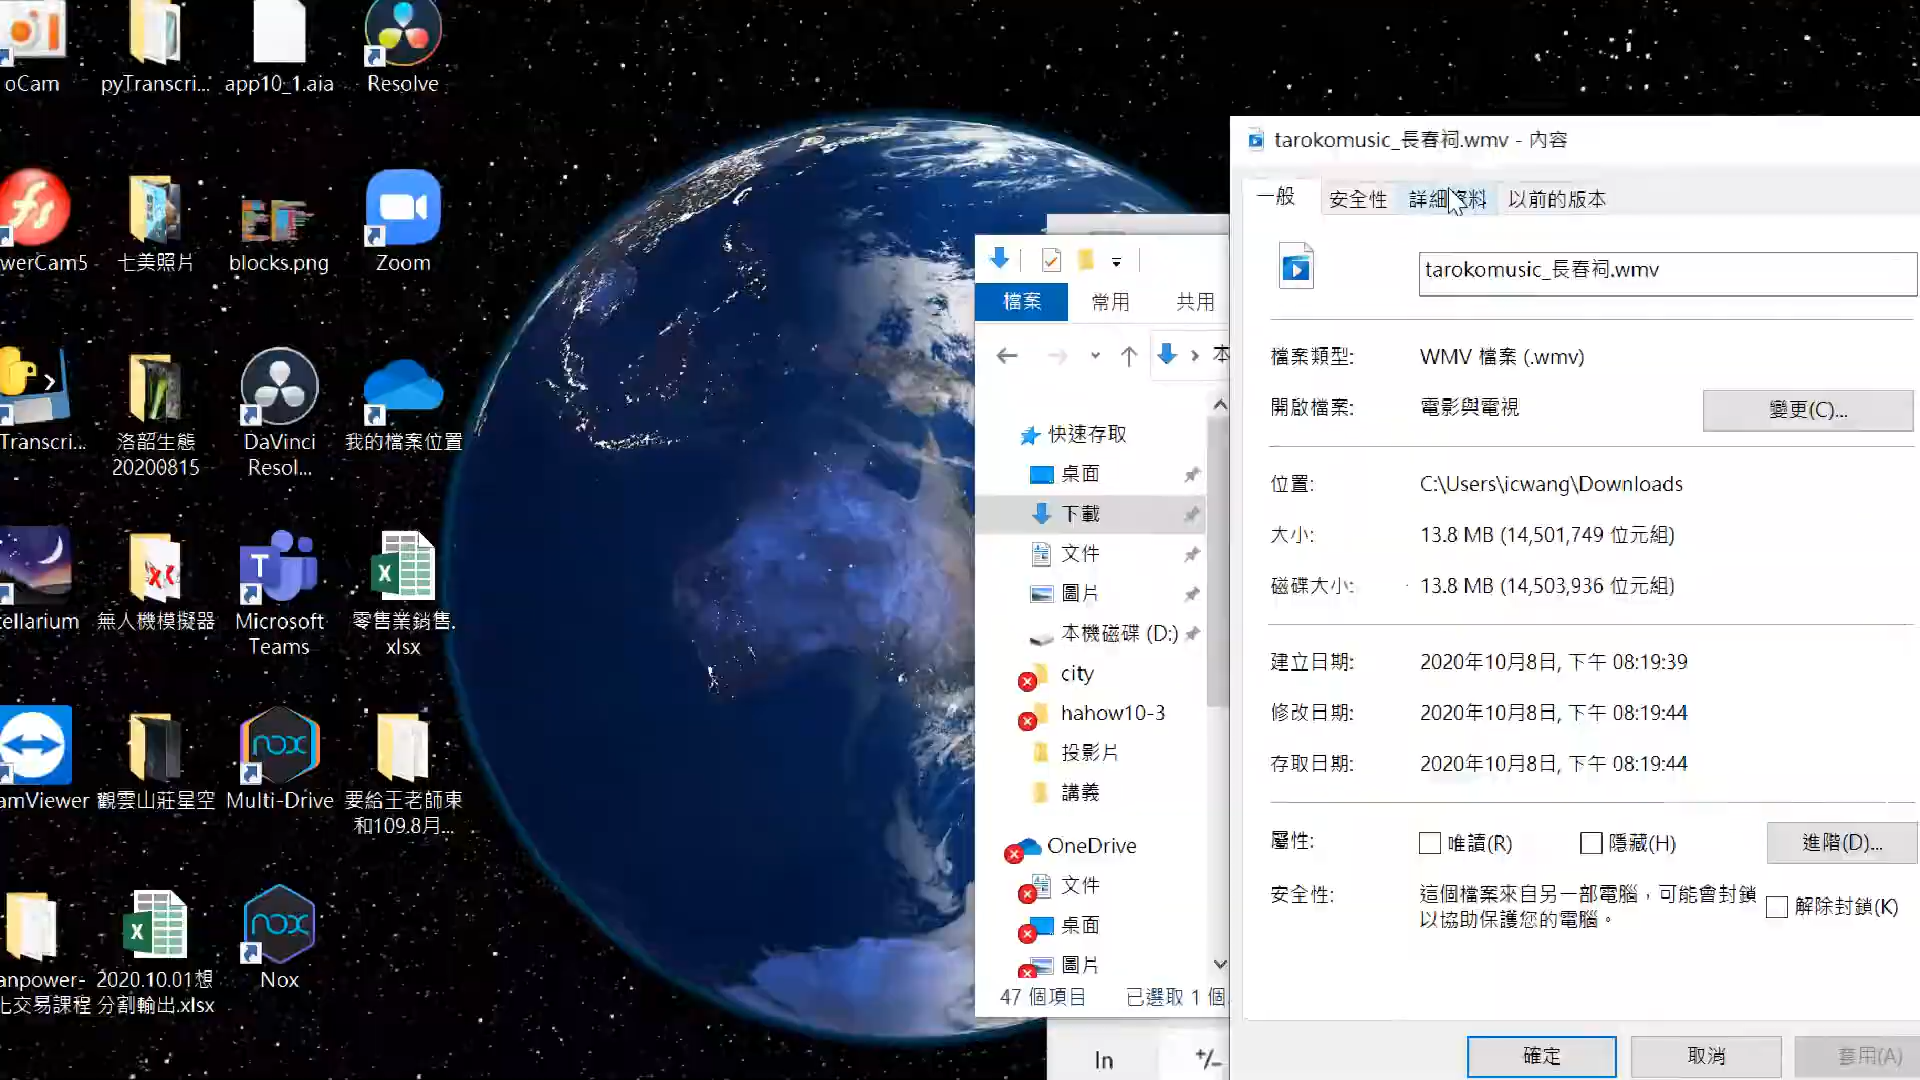 oCam
pyTranscri...
app10_1.aia
Resolve
werCam5
七美照片
blocks.png
Zoom
Transcri...
洛韶生態
20200815
DaVinci
Resol...
我的檔案位置
tellarium
無人機模擬器
Microsoft
Teams
零售業銷售.
xlsx
amViewer
觀雲山莊星空
Multi-Drive
要給王老師東
和109.8月...
anpower-
化交易課程
2020.10.01想
分割輸出.xlsx
Nox
檔案
常用
共用
本
快速存取
桌面
下載
文件
圖片
本機磁碟 (D:)
city
hahow10-3
投影片
講義
OneDrive
文件
桌面
圖片
47 個項目
已選取 1 個
In
+/-
tarokomusic_長春祠.wmv - 內容
一般
安全性
詳細資料
以前的版本
tarokomusic_長春祠.wmv
檔案類型: WMV 檔案 (.wmv)
開啟檔案: 電影與電視
變更(C)...
位置: C:\Users\icwang\Downloads
大小: 13.8 MB (14,501,749 位元組)
磁碟大小: 13.8 MB (14,503,936 位元組)
建立日期: 2020年10月8日, 下午 08:19:39
修改日期: 2020年10月8日, 下午 08:19:44
存取日期: 2020年10月8日, 下午 08:19:44
屬性: 唯讀(R) 隱藏(H) 進階(D)...
安全性: 這個檔案來自另一部電腦，可能會封鎖
以協助保護您的電腦。
解除封鎖(K)
確定
取消
套用(A)